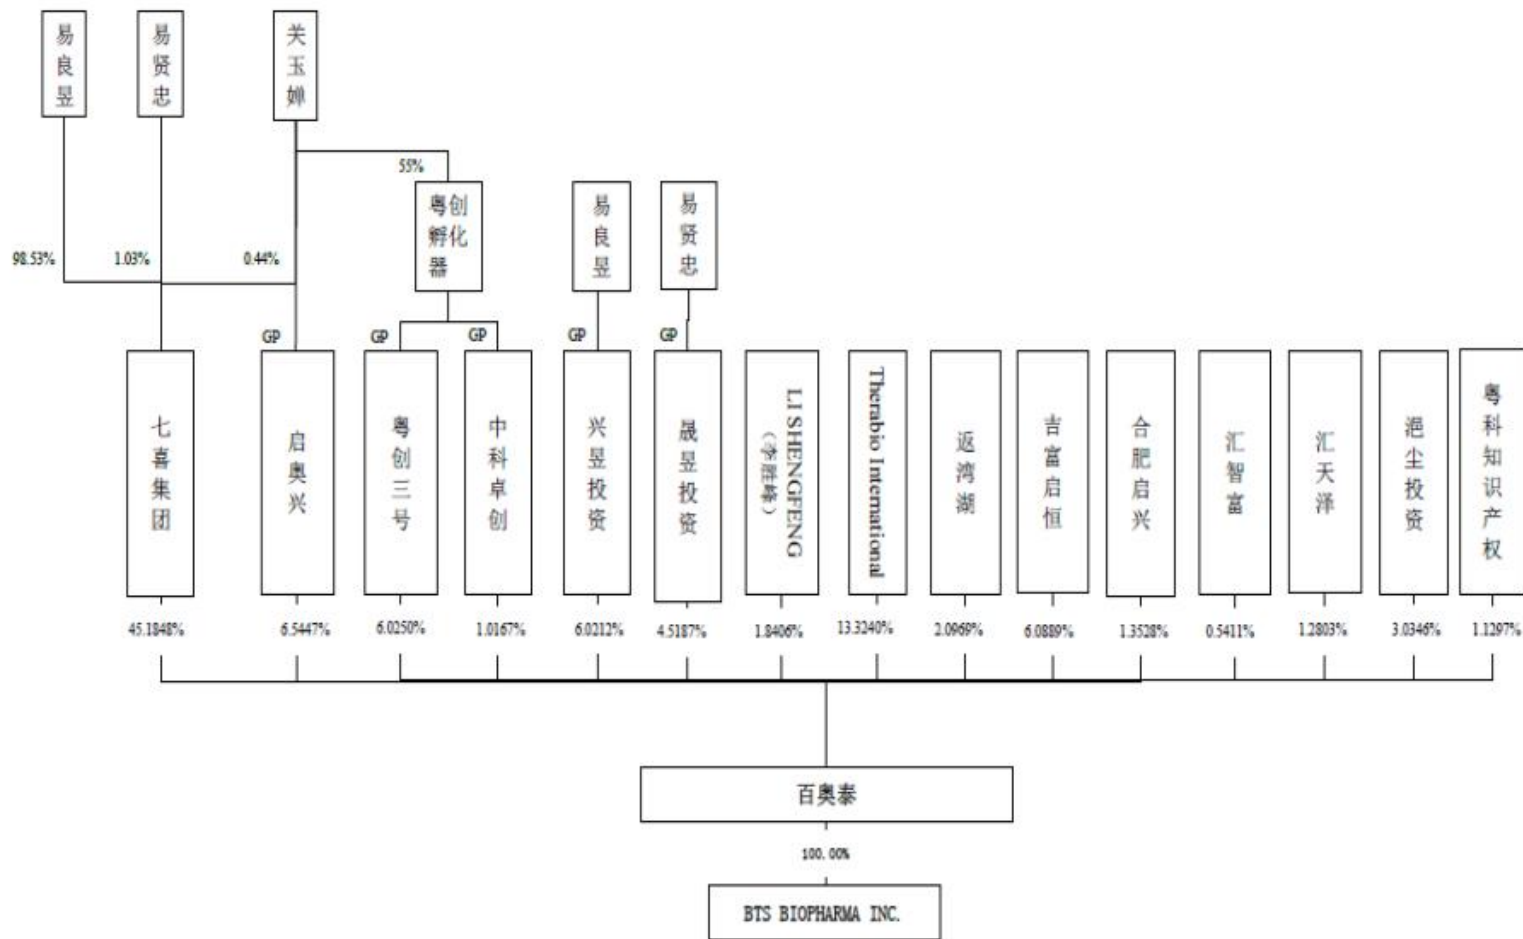 易良昱
易贤忠
关玉婵
55%
粤创
孵化
器
易良昱
易贤忠
98.53%
1.03%
0.44%
GP
GP
GP
GP
GP
七喜集团
启奥兴
粤创三号
中科卓创
兴昱投资
晟昱投资
LI SHENGFENG
（李胜峰）
Therabio International
返湾湖
吉富启恒
合肥启兴
汇智富
汇天泽
浥尘投资
粤科知识产权
45.1848%
6.5447%
6.0250%
1.0167%
6.0212%
4.5187%
1.8406%
13.3240%
2.0969%
6.0889%
1.3528%
0.5411%
1.2803%
3.0346%
1.1297%
百奥泰
100.00%
BTS BIOPHARMA INC.